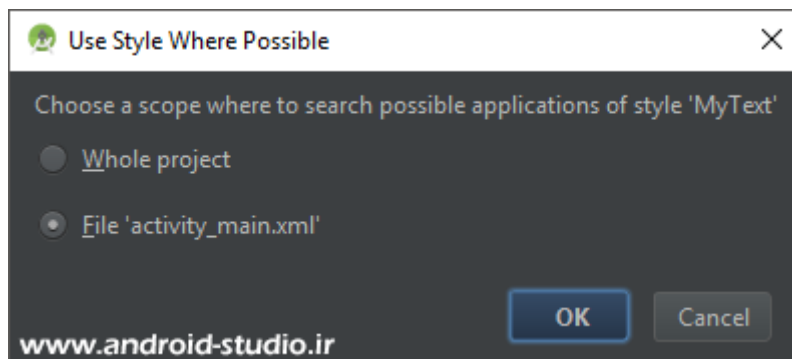 Use Style Where Possible
Choose a scope where to search possible applications of style 'MyText'
Whole project
File 'activity_main.xml'
OK Cancel
www.android-studio.ir